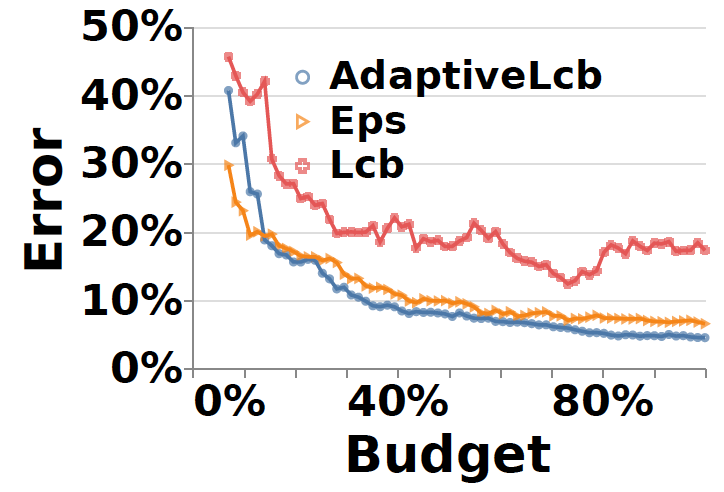 50%
40%
30%
20%
10%
0%
Error
AdaptiveLcb
Eps
Lcb
0% 40% 80%
Budget